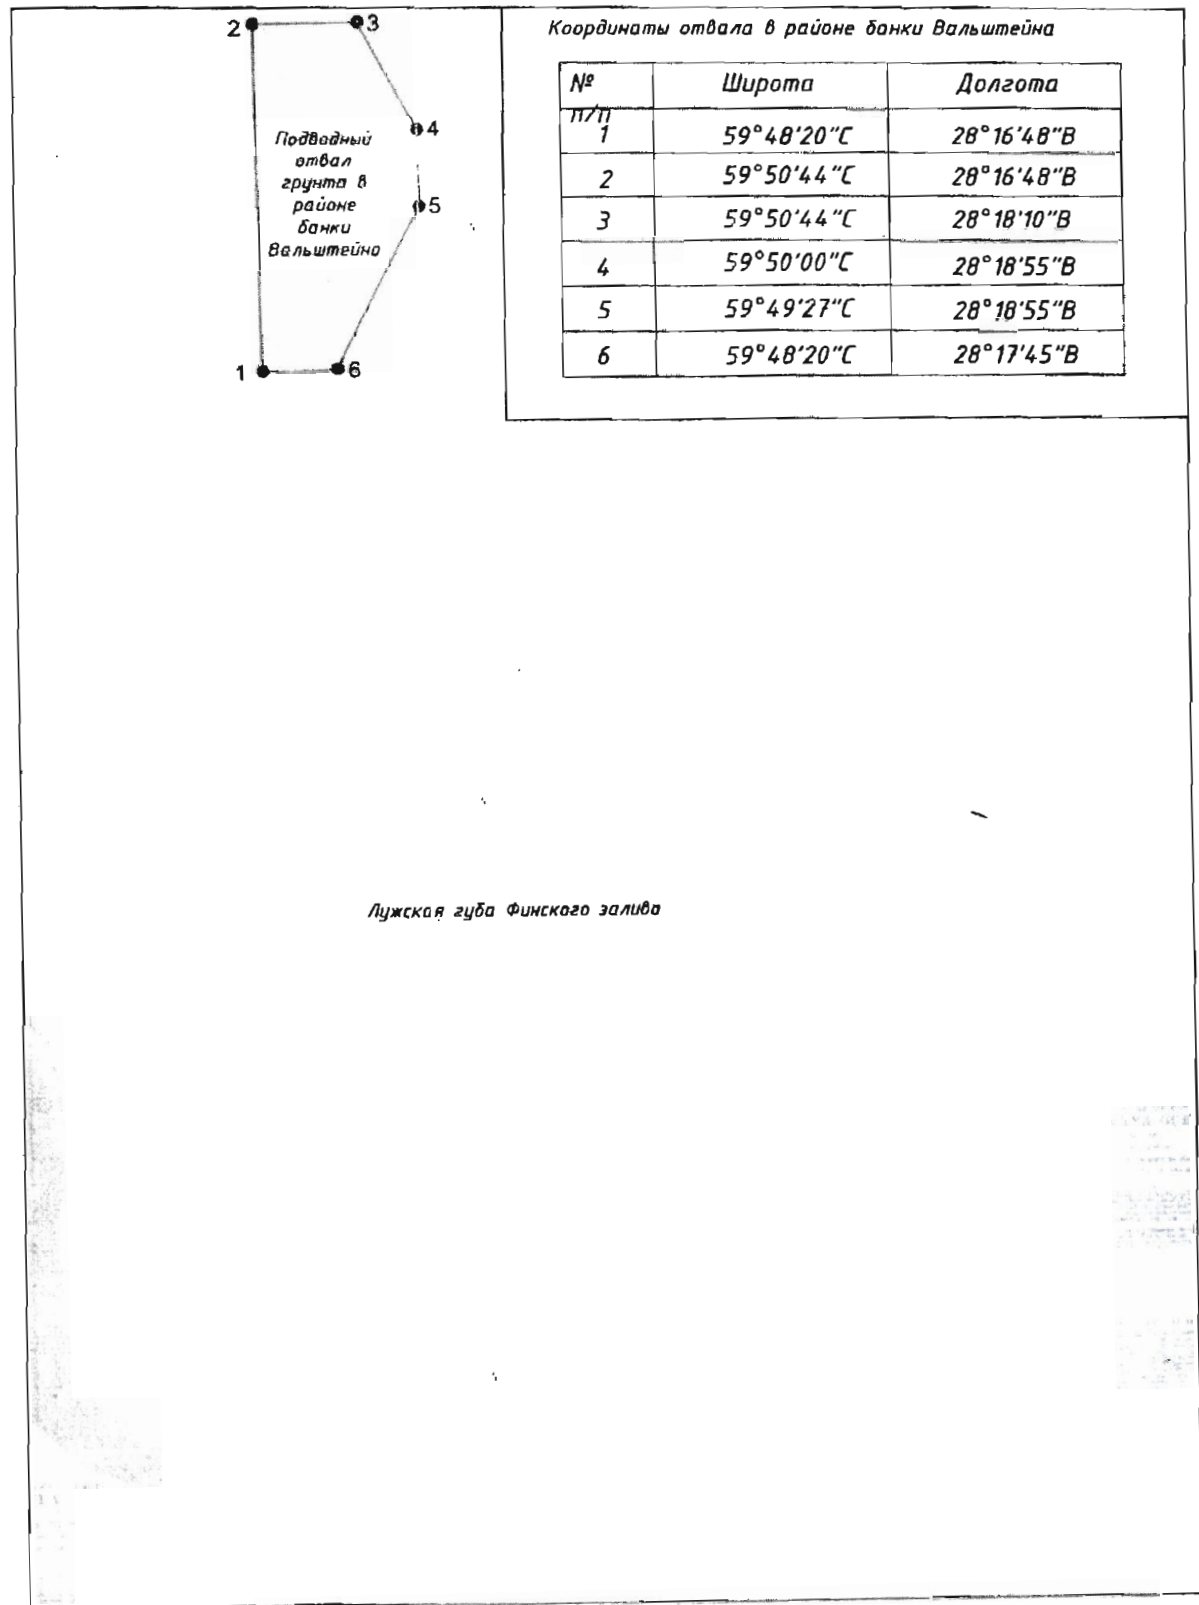 2
3
4
5
1
6
Подводный
отвал
грунта в
районе
банки
Вальштейна
Координаты отвала в районе банки Вальштейна
№ п/п Широта Долгота
1 59°48'20"С 28°16'48"В
2 59°50'44"С 28°16'48"В
3 59°50'44"С 28°18'10"В
4 59°50'00"С 28°18'55"В
5 59°49'27"С 28°18'55"В
6 59°48'20"С 28°17'45"В
Лужская губа Финского залива